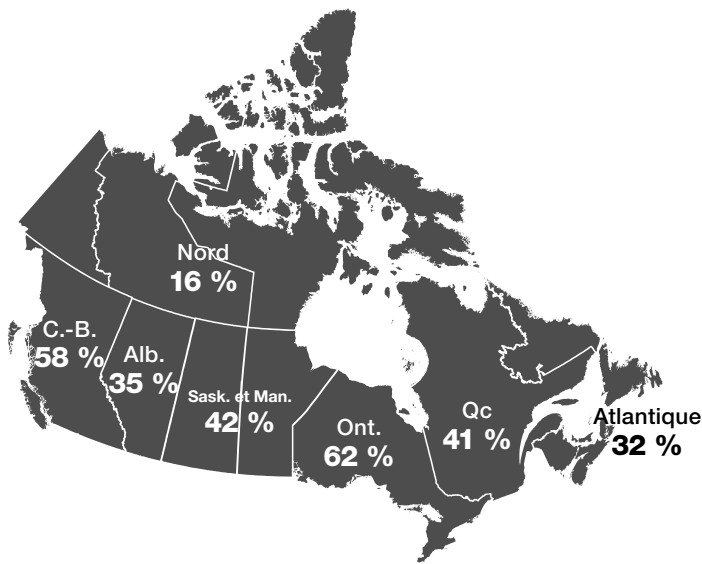 Nord
16 %
C.-B.
58 %
Alb.
35 %
Sask. et Man.
42 %
Ont.
62 %
Qc
41 %
Atlantique
32 %